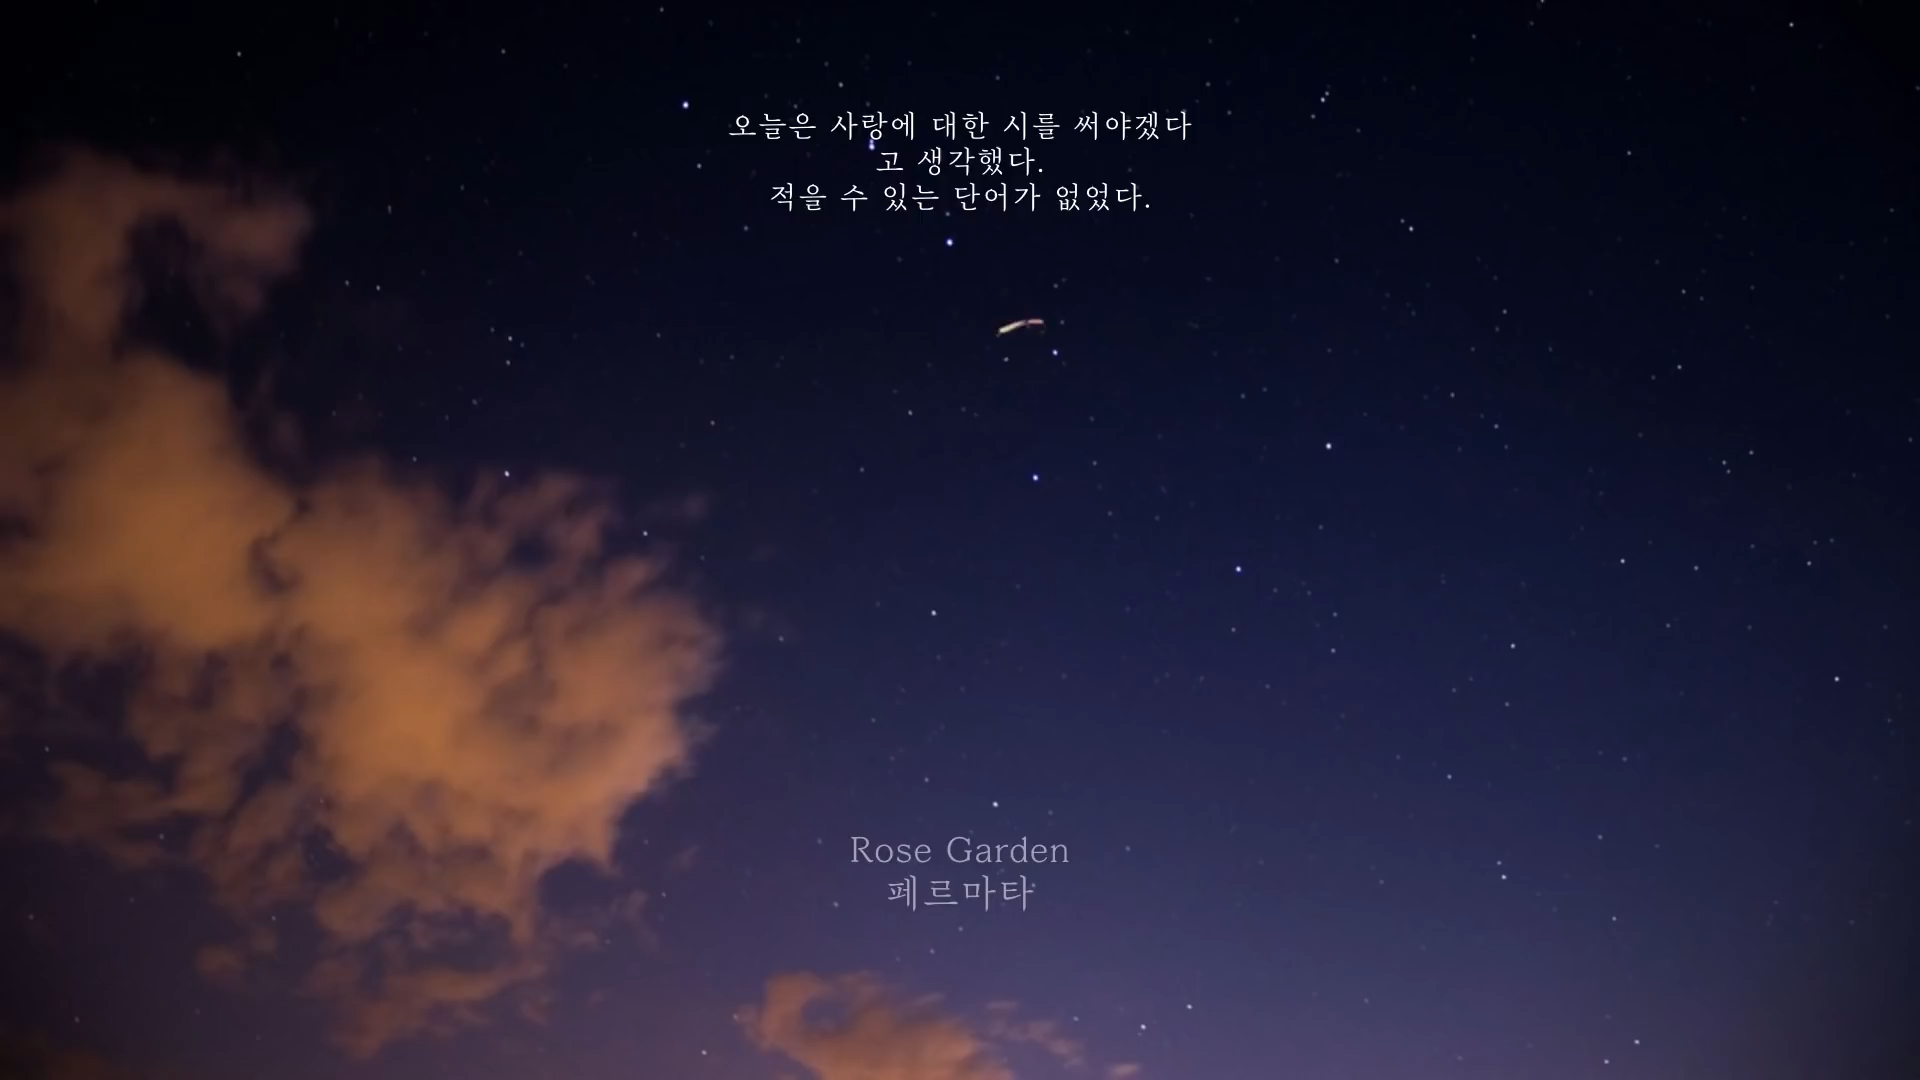 오늘은 사랑에 대한 시를 써야겠다
고 생각했다.
적을 수 있는 단어가 없었다.
Rose Garden
페르마타